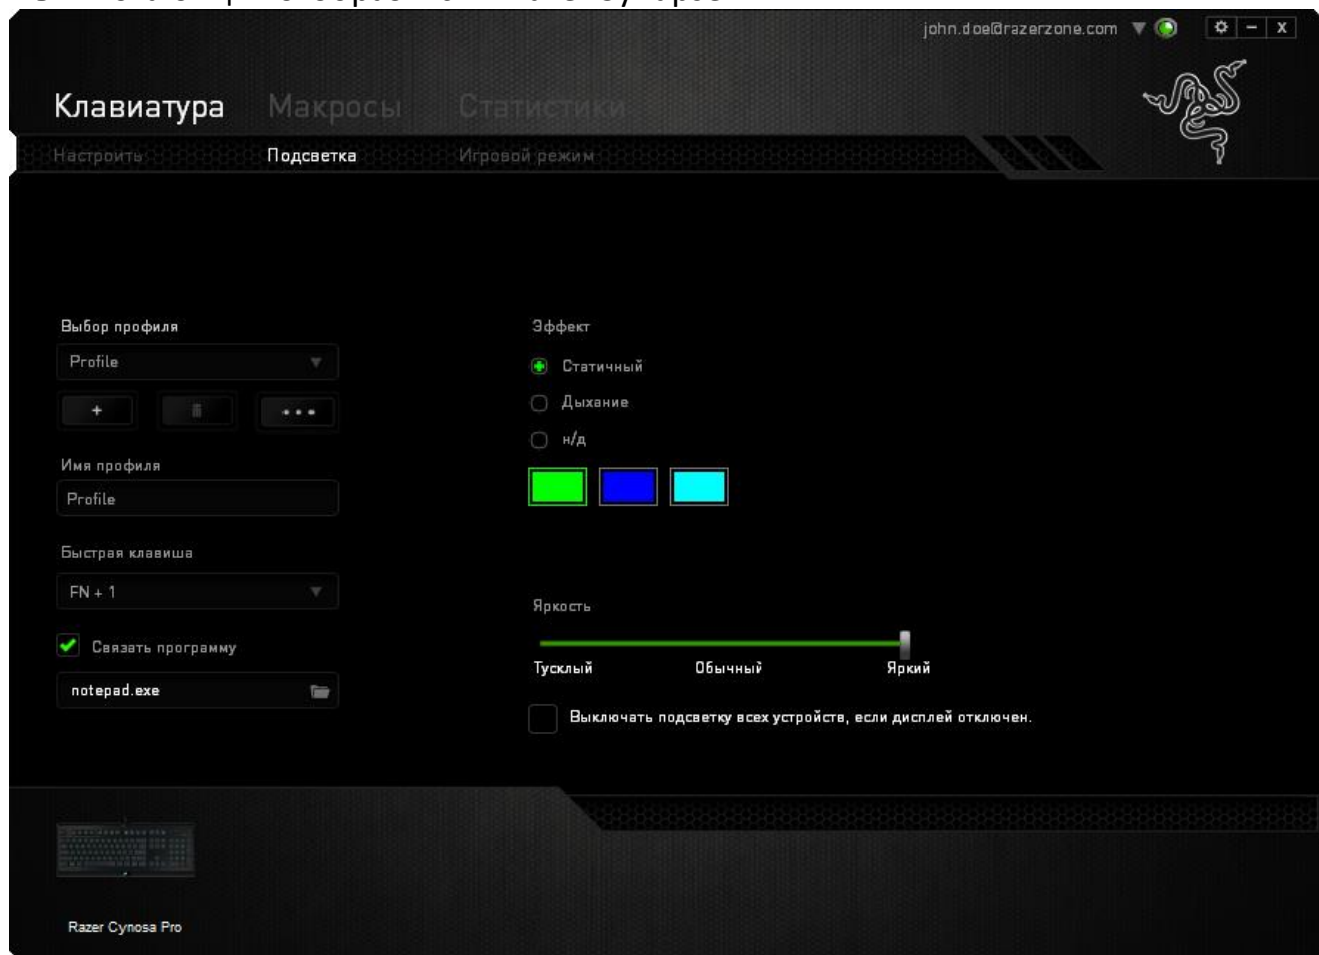 john.doe@razerzone.com
Клавиатура Макросы Статистики
Настроить Подсветка Игровой режим
Выбор профиля
Profile
Имя профиля
Profile
Быстрая клавиша
FN + 1
Связать программу
notepad.exe
Эффект
Статичный
Дыхание
н/д
Яркость
Тусклый Обычный Яркий
Выключать подсветку всех устройств, если дисплей отключен.
Razer Cynosa Pro